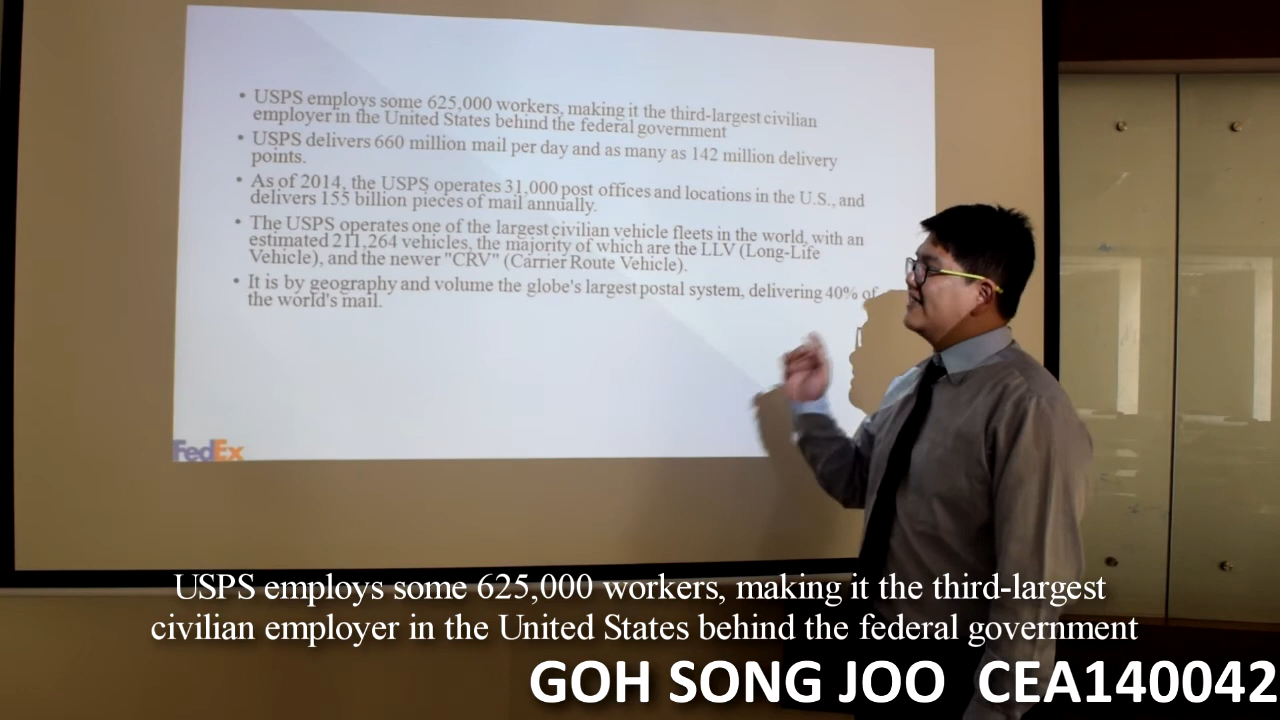 • USPS employs some 625,000 workers, making it the third-largest civilian
employer in the United States behind the federal government
• USPS delivers 660 million mail per day and as many as 142 million delivery
points.
• As of 2014, the USPS operates 31,000 post offices and locations in the U.S., and
delivers 155 billion pieces of mail annually.
• The USPS operates one of the largest civilian vehicle fleets in the world, with an
estimated 211,264 vehicles, the majority of which are the LLV (Long-Life
Vehicle), and the newer "CRV" (Carrier Route Vehicle).
• It is by geography and volume the globe's largest postal system, delivering 40% of
the world's mail.
FedEx
USPS employs some 625,000 workers, making it the third-largest
civilian employer in the United States behind the federal government
GOH SONG JOO CEA140042